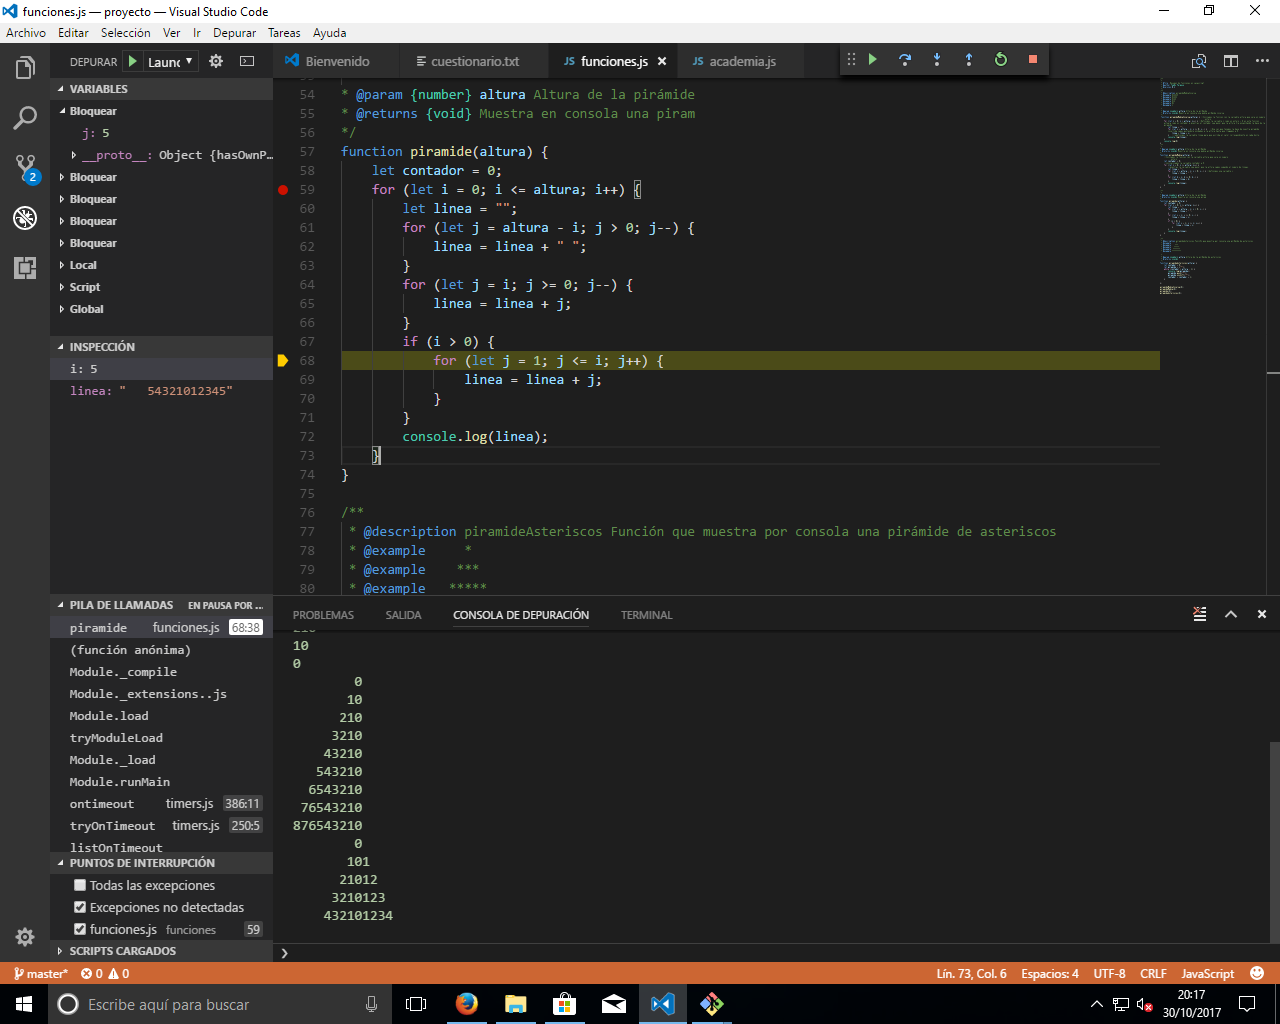 funciones.js — proyecto — Visual Studio Code
Archivo Editar Selección Ver Ir Depurar Tareas Ayuda
DEPURAR Launc
Bienvenido cuestionario.txt JS funciones.js JS academia.js
2
VARIABLES
Bloquear
j: 5
__proto__: Object {hasOwnP…
Bloquear
Bloquear
Bloquear
Bloquear
Local
Script
Global
INSPECCIÓN
i: 5
linea: "   54321012345"
PILA DE LLAMADAS EN PAUSA POR …
piramide funciones.js 68:38
(función anónima)
Module._compile
Module._extensions..js
Module.load
tryModuleLoad
Module._load
Module.runMain
ontimeout timers.js 386:11
tryOnTimeout timers.js 250:5
listOnTimeout
PUNTOS DE INTERRUPCIÓN
Todas las excepciones
Excepciones no detectadas
funciones.js funciones 59
SCRIPTS CARGADOS
54 * @param {number} altura Altura de la pirámide
55 * @returns {void} Muestra en consola una piram
56 */
57 function piramide(altura) {
58     let contador = 0;
59     for (let i = 0; i <= altura; i++) {
60         let linea = "";
61         for (let j = altura - i; j > 0; j--) {
62             linea = linea + " ";
63         }
64         for (let j = i; j >= 0; j--) {
65             linea = linea + j;
66         }
67         if (i > 0) {
68             for (let j = 1; j <= i; j++) {
69                 linea = linea + j;
70             }
71         }
72         console.log(linea);
73     }
74 }
75
76 /**
77  * @description piramideAsteriscos Función que muestra por consola una pirámide de asteriscos
78  * @example     *
79  * @example    ***
80  * @example   *****
PROBLEMAS SALIDA CONSOLA DE DEPURACIÓN TERMINAL
210
10
0
        0
       10
      210
     3210
    43210
   543210
  6543210
 76543210
876543210
        0
       101
      21012
     3210123
    432101234
master* 0 0 Lín. 73, Col. 6 Espacios: 4 UTF-8 CRLF JavaScript
Escribe aquí para buscar
20:17
30/10/2017